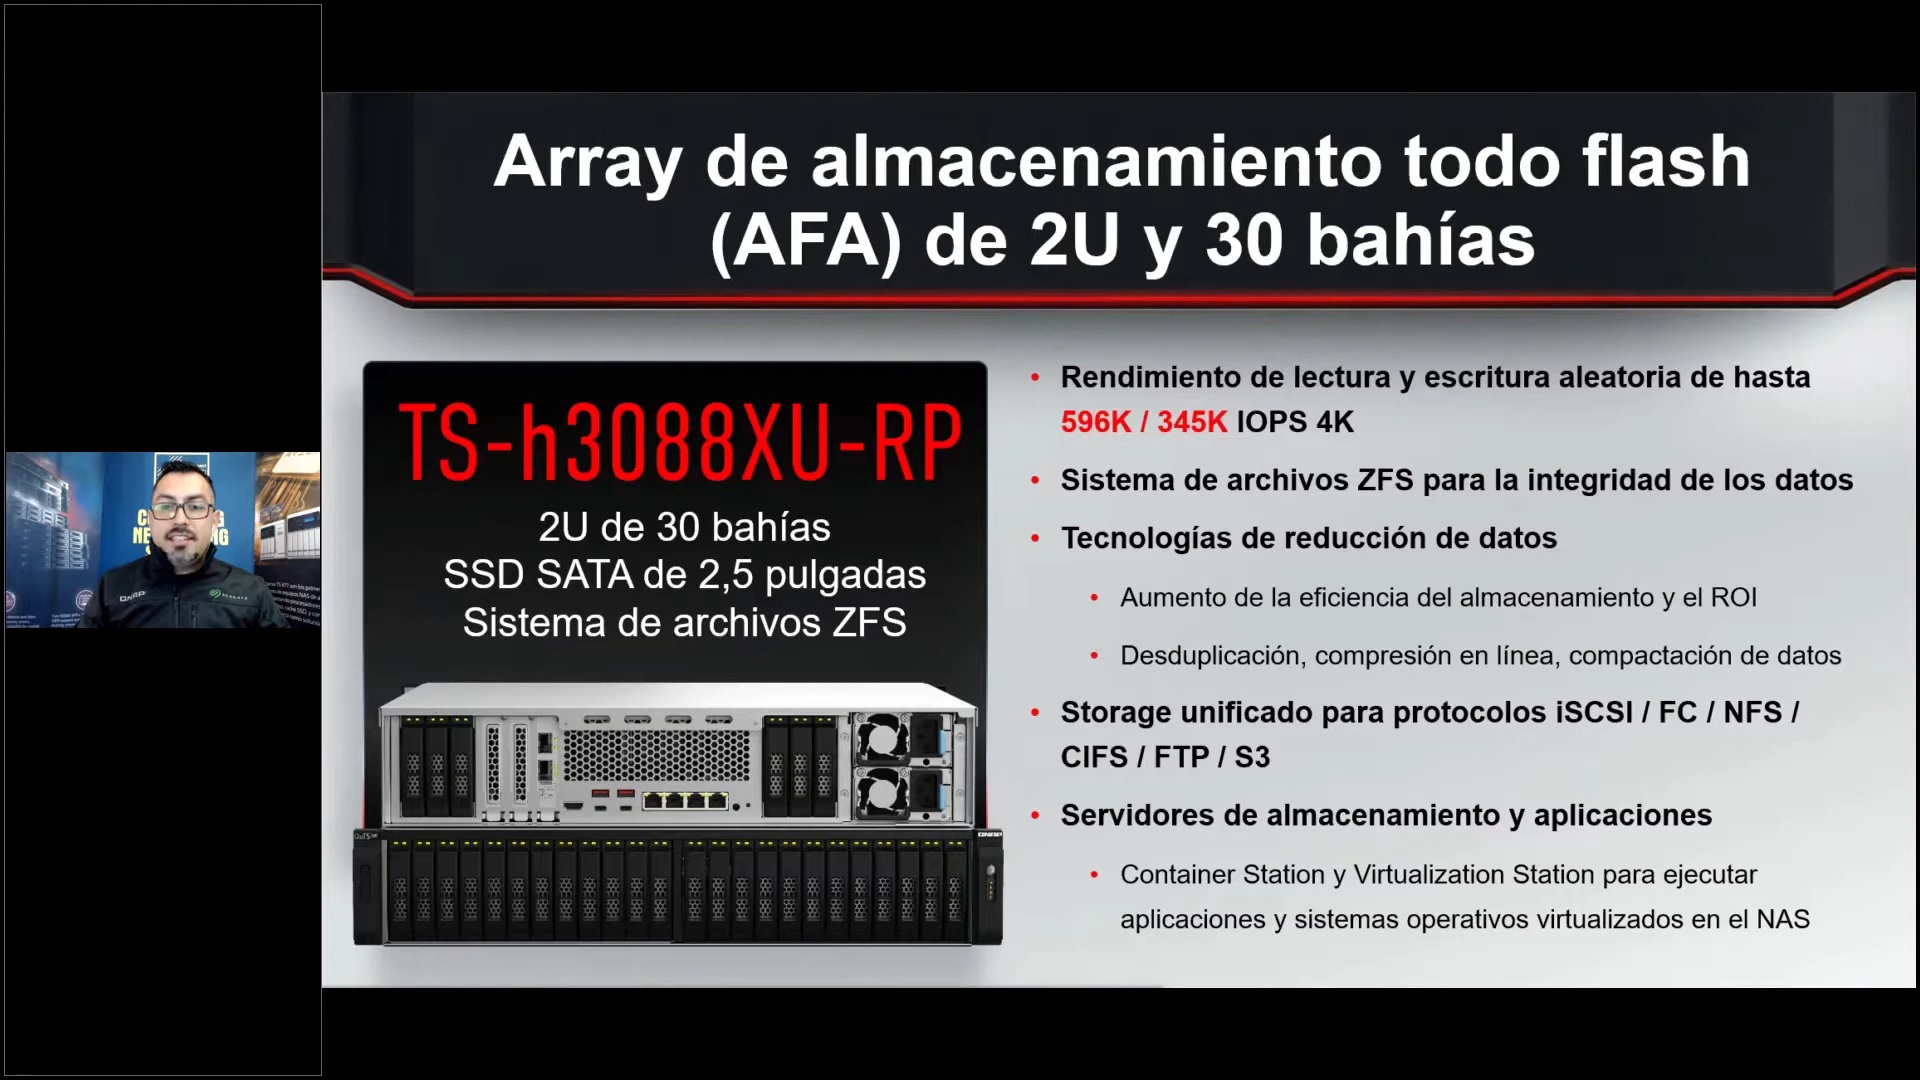 Array de almacenamiento todo flash
(AFA) de 2U y 30 bahías
TS-h3088XU-RP
2U de 30 bahías
SSD SATA de 2,5 pulgadas
Sistema de archivos ZFS
• Rendimiento de lectura y escritura aleatoria de hasta
596K / 345K IOPS 4K
• Sistema de archivos ZFS para la integridad de los datos
• Tecnologías de reducción de datos
• Aumento de la eficiencia del almacenamiento y el ROI
• Desduplicación, compresión en línea, compactación de datos
• Storage unificado para protocolos iSCSI / FC / NFS /
CIFS / FTP / S3
• Servidores de almacenamiento y aplicaciones
• Container Station y Virtualization Station para ejecutar
aplicaciones y sistemas operativos virtualizados en el NAS
QNAP
QNAP